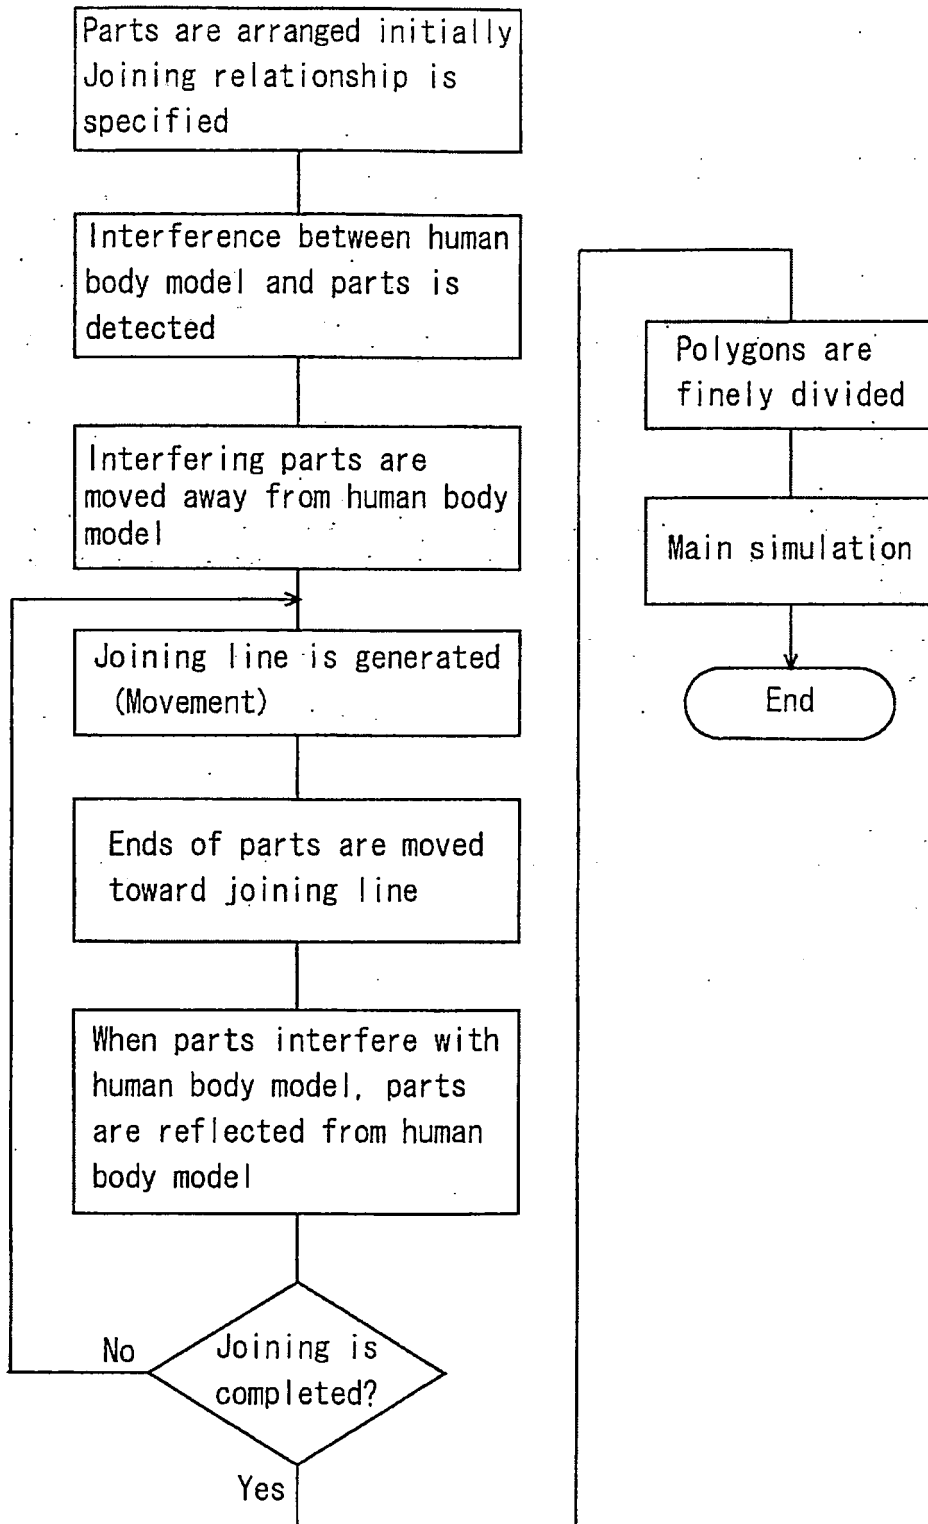 Parts are arranged initially
Joining relationship is
specified
Interference between human
body model and parts is
detected
Interfering parts are
moved away from human body
model
Joining line is generated
(Movement)
Ends of parts are moved
toward joining line
When parts interfere with
human body model, parts
are reflected from human
body model
No
Joining is
completed?
Yes
Polygons are
finely divided
Main simulation
End